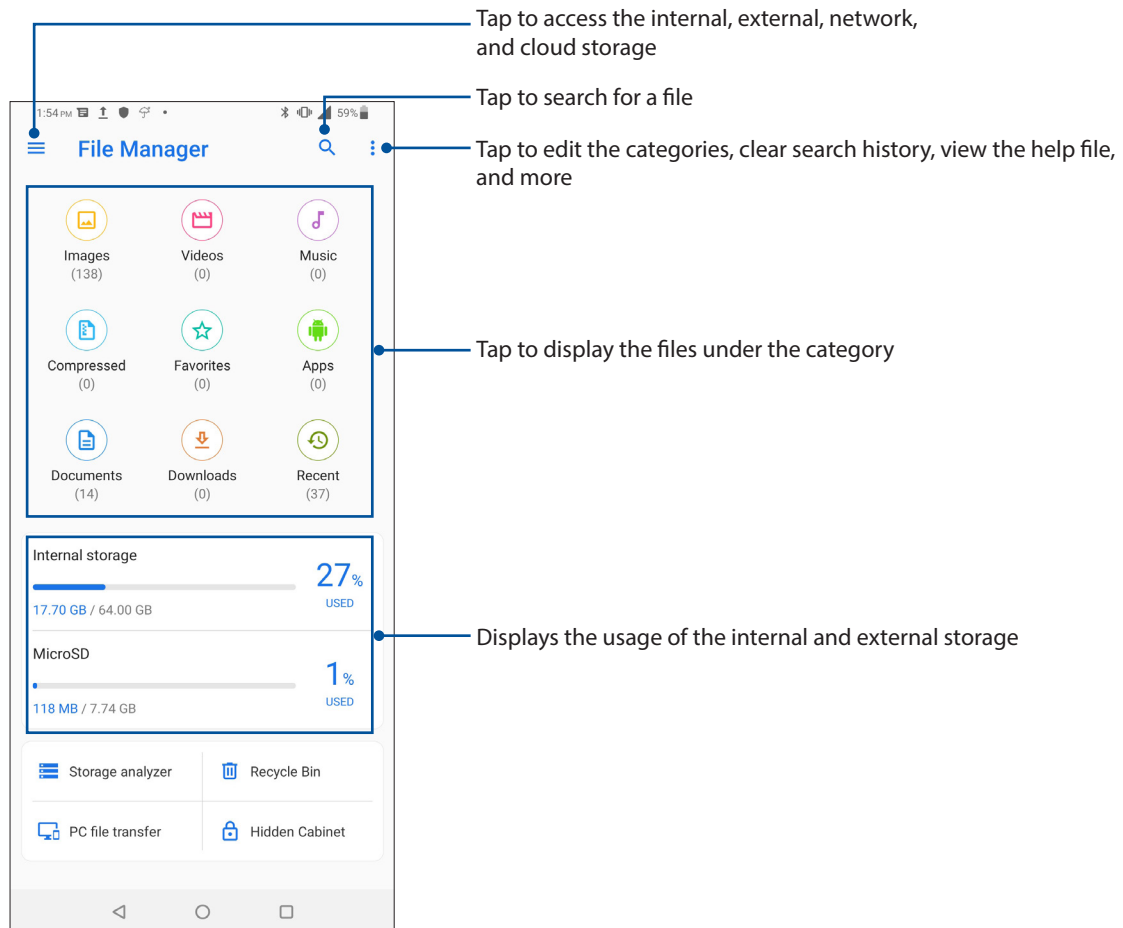 Tap to access the internal, external, network,
and cloud storage
Tap to search for a file
1:54 PM 59%
File Manager
Tap to edit the categories, clear search history, view the help file,
and more
Images Videos Music
(138) (0) (0)
Compressed Favorites Apps
(0) (0) (0)
Tap to display the files under the category
Documents Downloads Recent
(14) (0) (37)
Internal storage
27%
USED
17.70 GB / 64.00 GB
Displays the usage of the internal and external storage
MicroSD
1%
USED
118 MB / 7.74 GB
Storage analyzer Recycle Bin
PC file transfer Hidden Cabinet